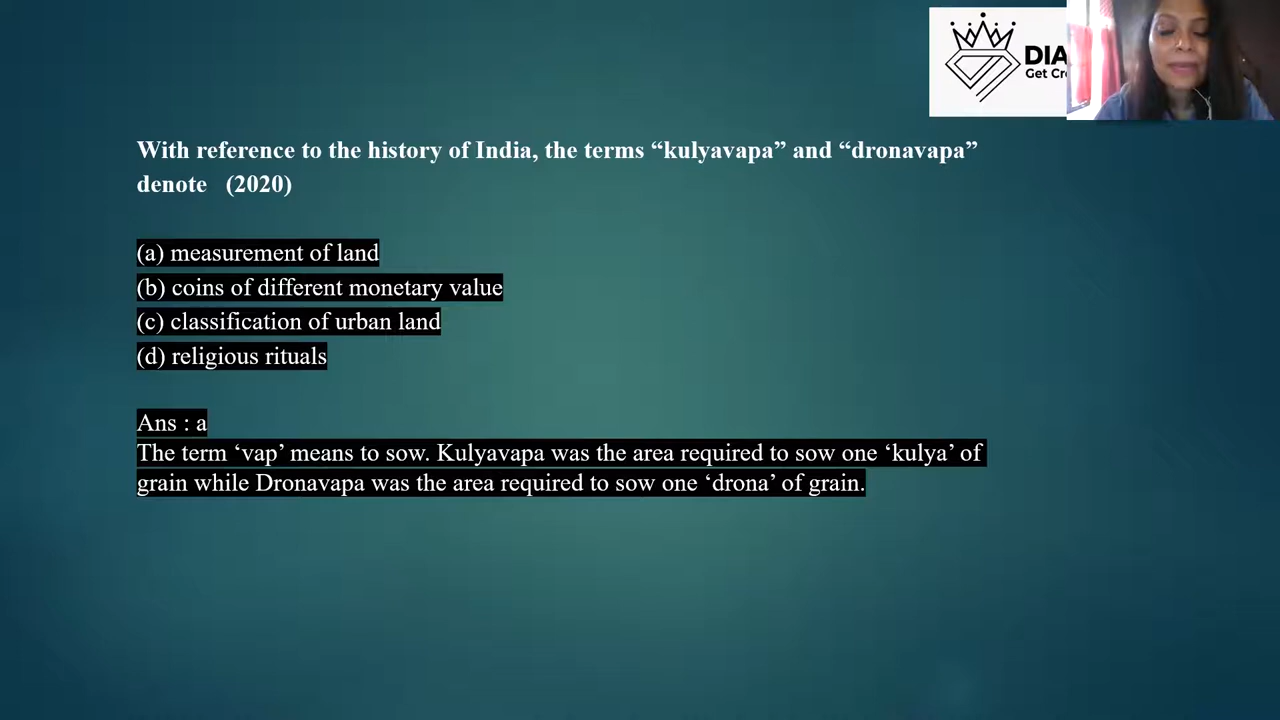 DIA
Get Cr
With reference to the history of India, the terms “kulyavapa” and “dronavapa”
denote (2020)
(a) measurement of land
(b) coins of different monetary value
(c) classification of urban land
(d) religious rituals
Ans : a
The term ‘vap’ means to sow. Kulyavapa was the area required to sow one ‘kulya’ of
grain while Dronavapa was the area required to sow one ‘drona’ of grain.